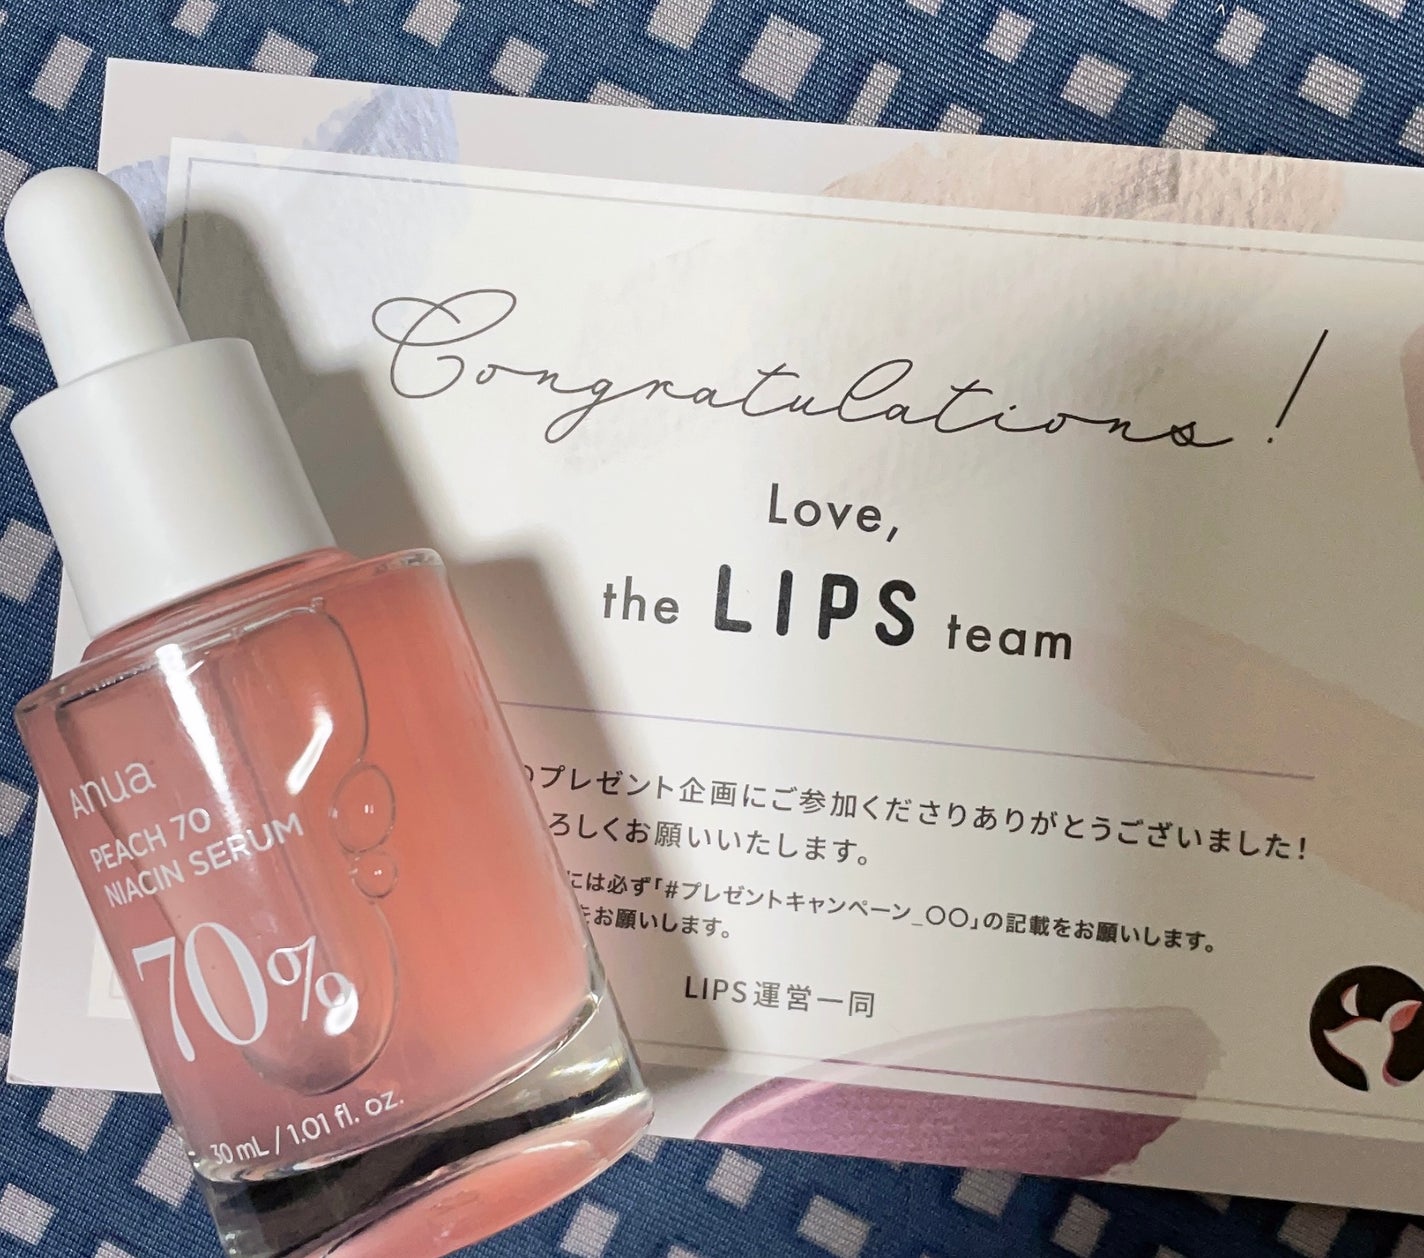 Congratulations!
Love,
the LIPS team
プレゼント企画にご参加くださりありがとうございました!
ろしくお願いいたします。
には必ず「#プレゼントキャンペーン_〇〇」の記載をお願いします。
をお願いします。
LIPS運営一同
Anua
PEACH 70
NIACIN SERUM
70%
30 mL / 1.01 fl. oz.